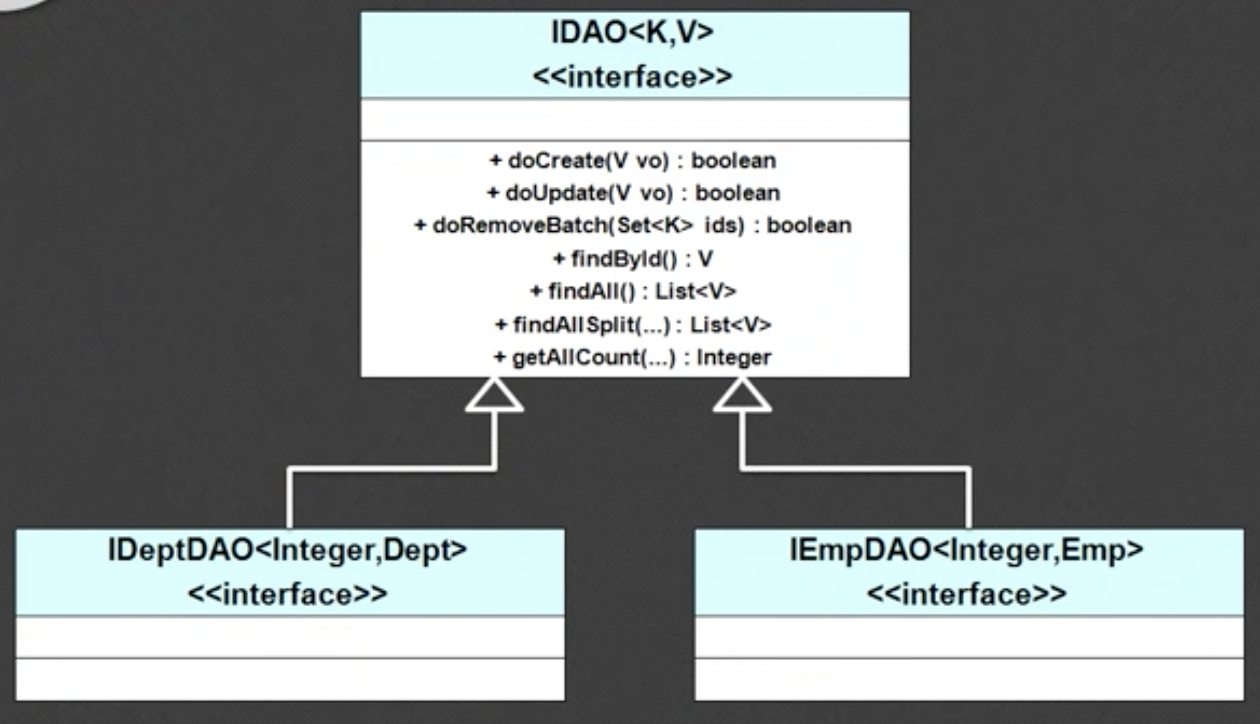 IDAO<K,V>
<<interface>>
+ doCreate(V vo) : boolean
+ doUpdate(V vo) : boolean
+ doRemoveBatch(Set<K> ids) : boolean
+ findById() : V
+ findAll() : List<V>
+ findAllSplit(...) : List<V>
+ getAllCount(...) : Integer
IDeptDAO<Integer,Dept>
<<interface>>
IEmpDAO<Integer,Emp>
<<interface>>